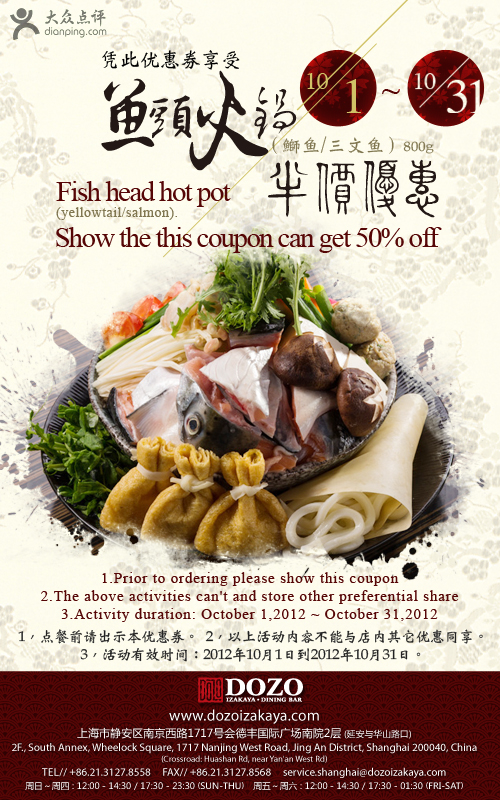 大众点评
dianping.com
凭此优惠券享受
10 1 ~ 10 31
魚頭火鍋
(鰤鱼/三文鱼) 800g
半價優惠
Fish head hot pot
(yellowtail/salmon).
Show the this coupon can get 50% off
1.Prior to ordering please show this coupon
2.The above activities can't and store other preferential share
3.Activity duration: October 1,2012 ~ October 31,2012
1，点餐前请出示本优惠卷。 2，以上活动内容不能与店内其它优惠同享。
3，活动有效时间：2012年10月1日到2012年10月31日。
DOZO
IZAKAYA · DINING BAR
www.dozoizakaya.com
上海市静安区南京西路1717号会德丰国际广场南院2层 (延安与华山路口)
2F., South Annex, Wheelock Square, 1717 Nanjing West Road, Jing An District, Shanghai 200040, China
(Crossroad: Huashan Rd, near Yan'an West Rd)
TEL// +86.21.3127.8558 FAX// +86.21.3127.8568 service.shanghai@dozoizakaya.com
周日～周四 : 12:00 - 14:30 / 17:30 - 23:30 (SUN-THU) 周五～周六 : 12:00 - 14:30 / 17:30 - 01:30 (FRI-SAT)